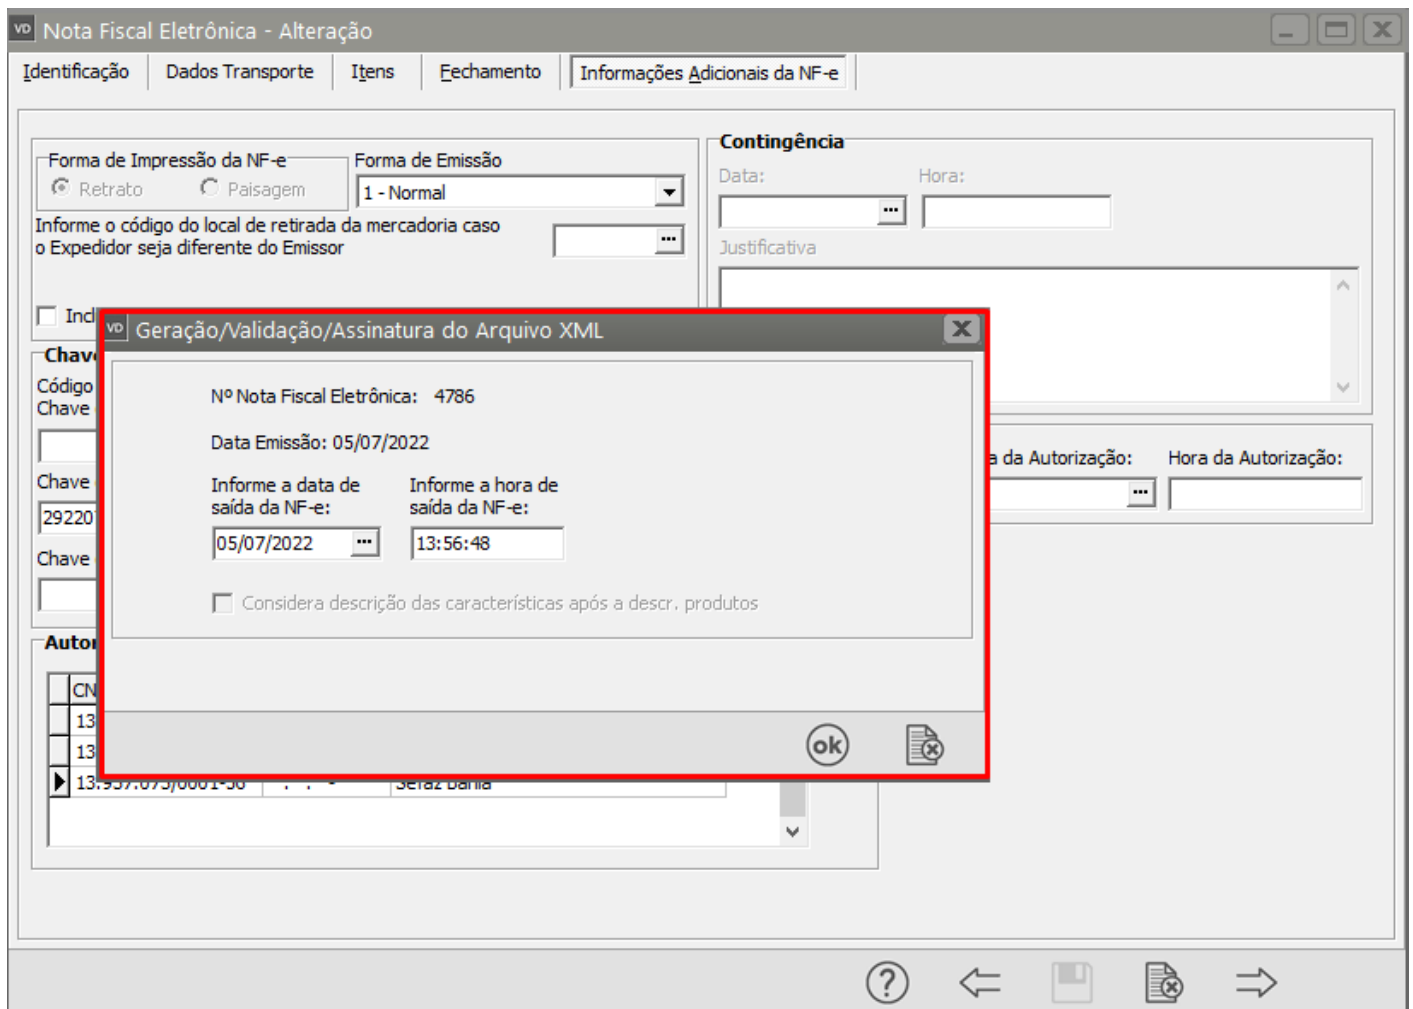 VD Nota Fiscal Eletrônica - Alteração
Identificação Dados Transporte Itens Fechamento Informações Adicionais da NF-e
Forma de Impressão da NF-e
Retrato Paisagem
Forma de Emissão
1 - Normal
Informe o código do local de retirada da mercadoria caso
o Expedidor seja diferente do Emissor
Contingência
Data: Hora:
Justificativa
VD Geração/Validação/Assinatura do Arquivo XML
Nº Nota Fiscal Eletrônica: 4786
Data Emissão: 05/07/2022
Informe a data de
saída da NF-e:
05/07/2022
Informe a hora de
saída da NF-e:
13:56:48
Considera descrição das características após a descr. produtos
ok
Código
Chave
Chave
29220
Chave
da Autorização: Hora da Autorização:
13
13
Sefaz Bahia
?